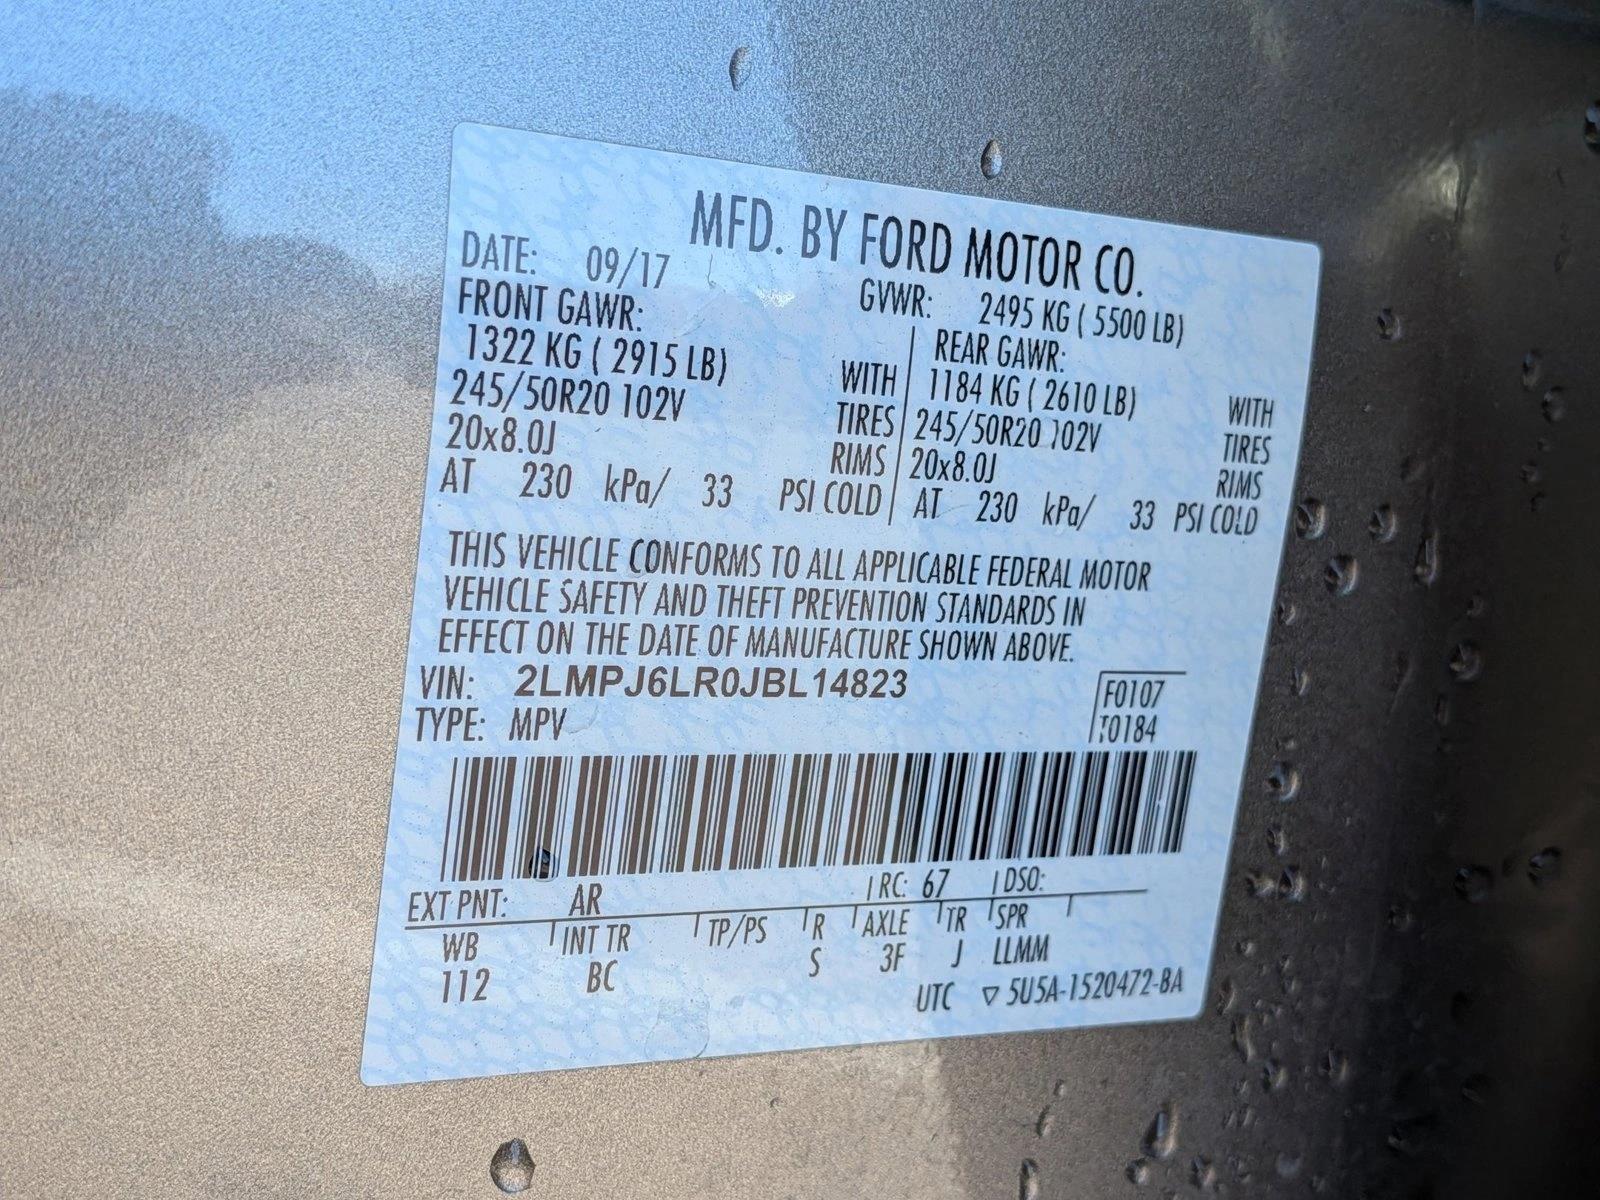 MFD. BY FORD MOTOR CO.
DATE: 09/17 GVWR: 2495 KG ( 5500 LB)
FRONT GAWR: REAR GAWR:
1322 KG ( 2915 LB) WITH 1184 KG ( 2610 LB) WITH
245/50R20 102V TIRES 245/50R20 102V TIRES
20x8.0J RIMS 20x8.0J RIMS
AT 230 kPa/ 33 PSI COLD AT 230 kPa/ 33 PSI COLD
THIS VEHICLE CONFORMS TO ALL APPLICABLE FEDERAL MOTOR
VEHICLE SAFETY AND THEFT PREVENTION STANDARDS IN
EFFECT ON THE DATE OF MANUFACTURE SHOWN ABOVE.
VIN: 2LMPJ6LR0JBL14823 F0107
TYPE: MPV T0184
EXT PNT: AR RC: 67 DSO:
WB INT TR TP/PS R AXLE TR SPR
112 BC S 3F J LLMM
UTC ▽ 5U5A-1520472-BA